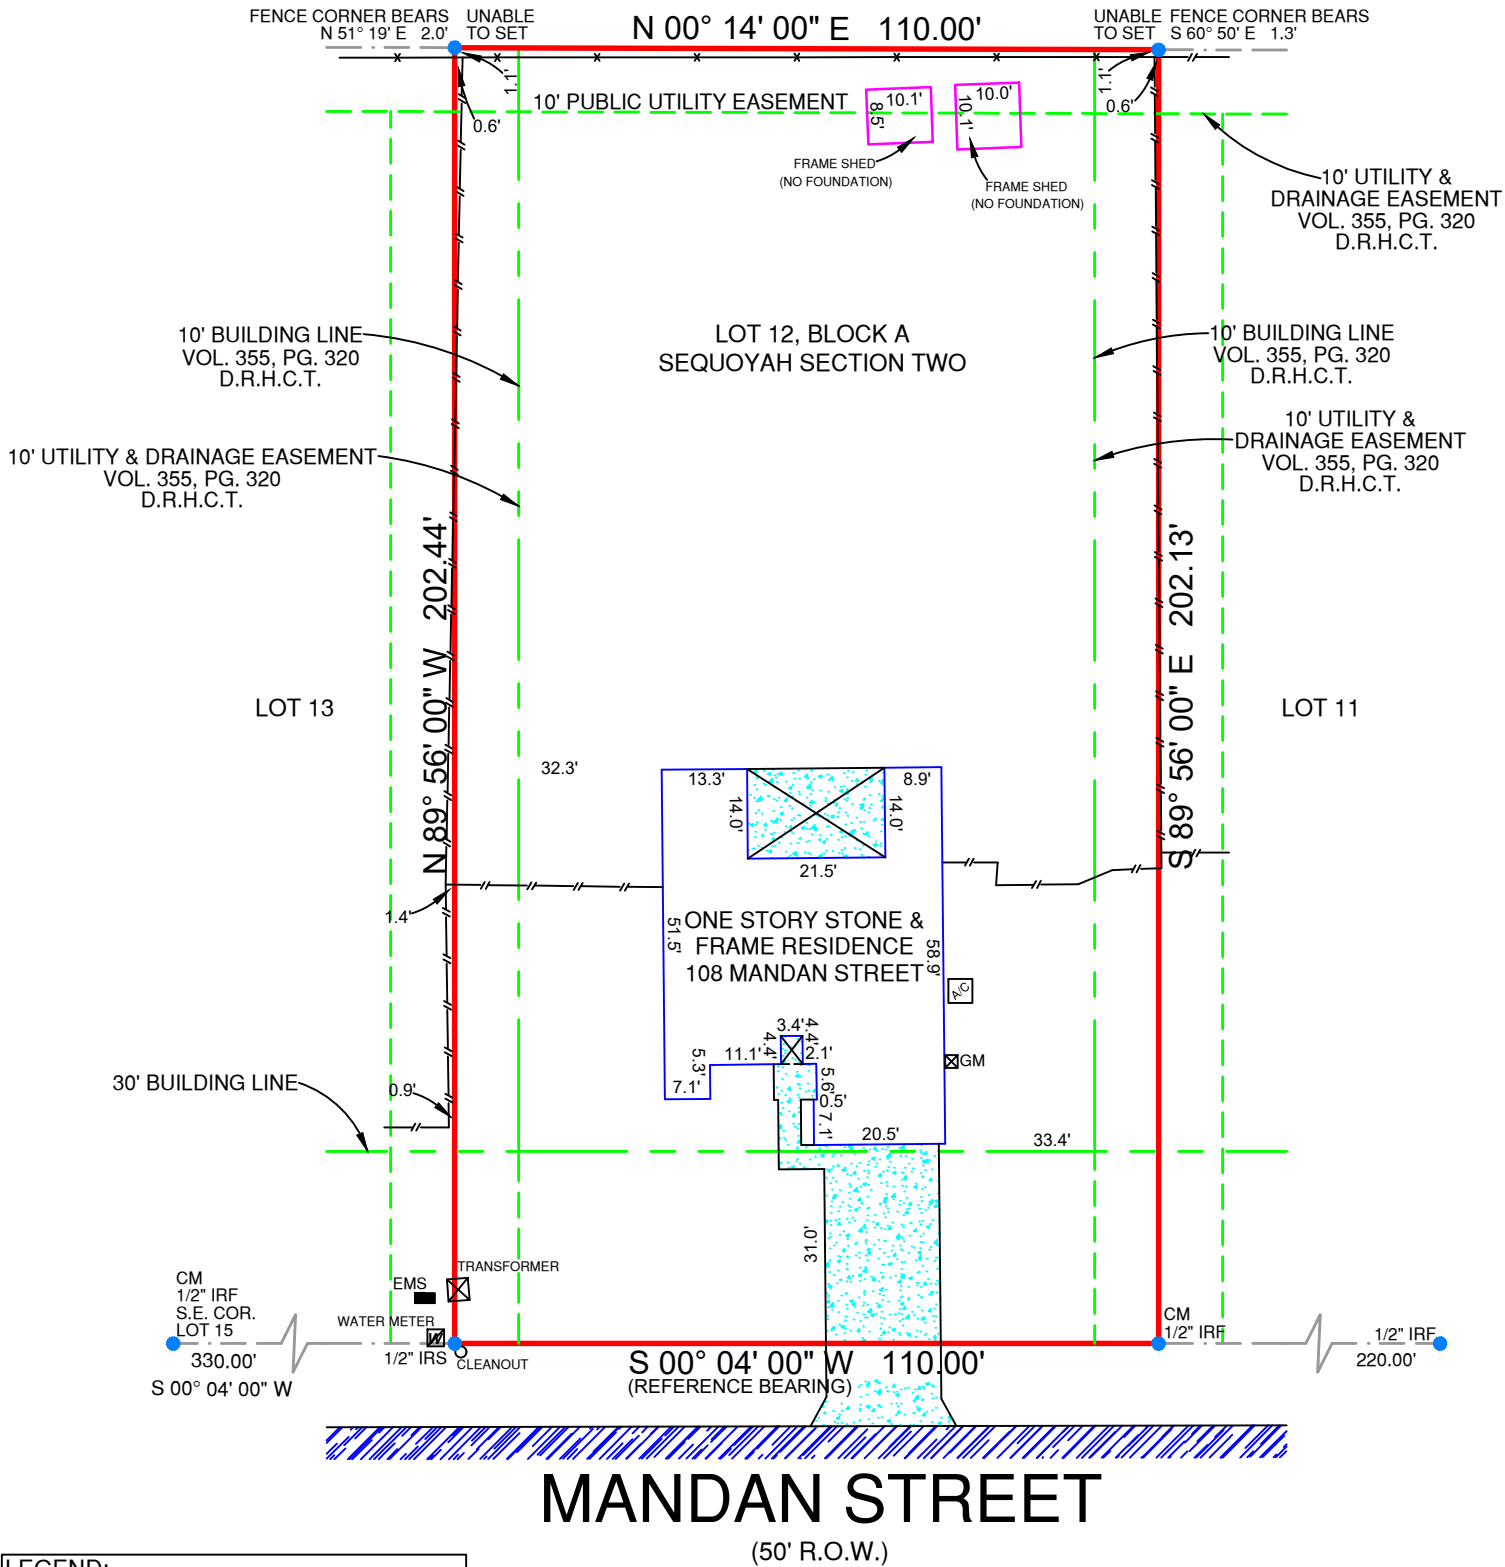 FENCE CORNER BEARS
N 51° 19' E 2.0'
UNABLE
TO SET
N 00° 14' 00" E 110.00'
UNABLE
TO SET
FENCE CORNER BEARS
S 60° 50' E 1.3'
1.1'
0.6'
10' PUBLIC UTILITY EASEMENT
10.1'
8.5'
10.0'
10.1'
1.1'
0.6'
FRAME SHED
(NO FOUNDATION)
FRAME SHED
(NO FOUNDATION)
10' UTILITY &
DRAINAGE EASEMENT
VOL. 355, PG. 320
D.R.H.C.T.
10' BUILDING LINE
VOL. 355, PG. 320
D.R.H.C.T.
LOT 12, BLOCK A
SEQUOYAH SECTION TWO
10' BUILDING LINE
VOL. 355, PG. 320
D.R.H.C.T.
10' UTILITY & DRAINAGE EASEMENT
VOL. 355, PG. 320
D.R.H.C.T.
10' UTILITY &
DRAINAGE EASEMENT
VOL. 355, PG. 320
D.R.H.C.T.
N 89° 56' 00" W 202.44'
S 89° 56' 00" E 202.13'
LOT 13
LOT 11
32.3'
13.3'
14.0'
14.0'
8.9'
21.5'
1.4'
51.5'
ONE STORY STONE &
FRAME RESIDENCE
108 MANDAN STREET
58.9'
A/C
3.4'
4.4'
4.4'
5.3'
11.1'
2.1'
GM
7.1'
5.6'
0.5'
7.1'
20.5'
33.4'
30' BUILDING LINE
0.9'
31.0'
TRANSFORMER
EMS
WATER METER
W
CM
1/2" IRF
S.E. COR.
LOT 15
330.00'
S 00° 04' 00" W
1/2" IRS
CLEANOUT
S 00° 04' 00" W 110.00'
(REFERENCE BEARING)
CM
1/2" IRF
1/2" IRF
220.00'
MANDAN STREET
(50' R.O.W.)
LEGEND: